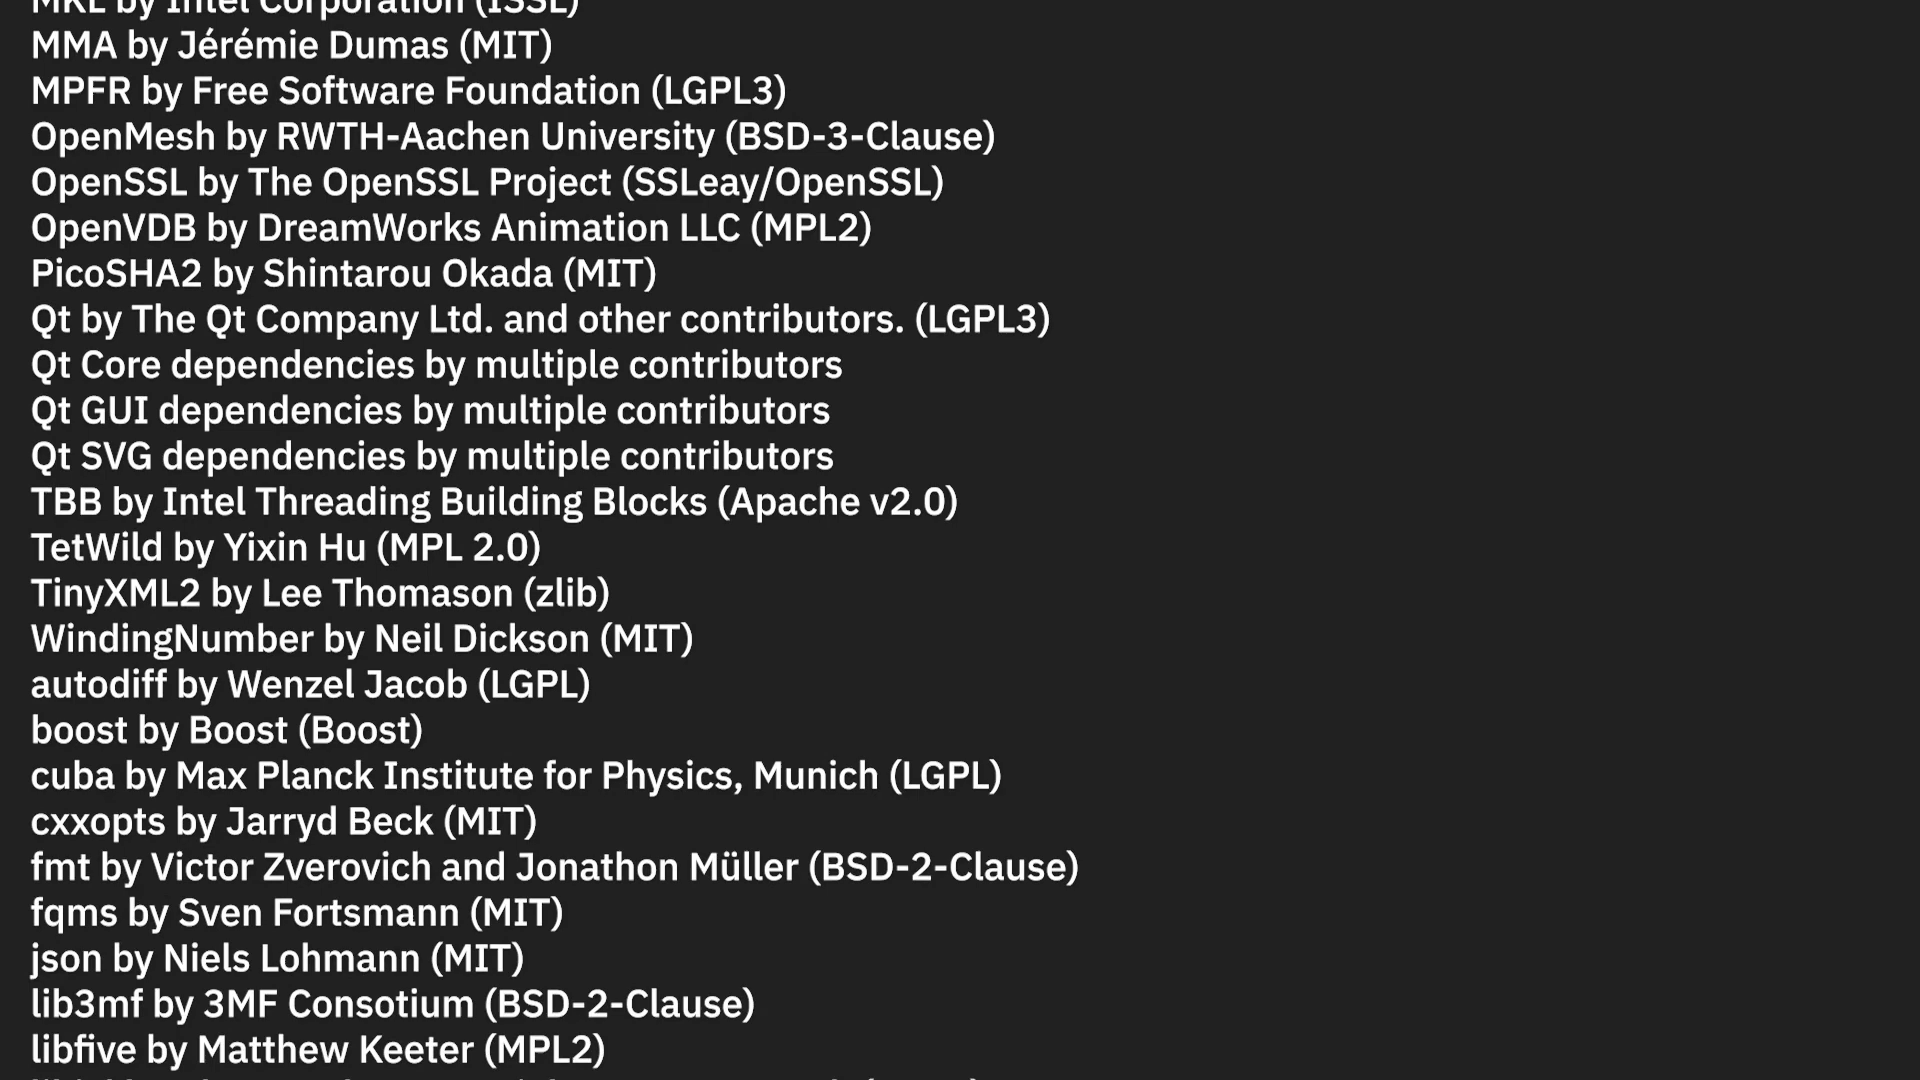 MKL by Intel Corporation (ISSL)
MMA by Jérémie Dumas (MIT)
MPFR by Free Software Foundation (LGPL3)
OpenMesh by RWTH-Aachen University (BSD-3-Clause)
OpenSSL by The OpenSSL Project (SSLeay/OpenSSL)
OpenVDB by DreamWorks Animation LLC (MPL2)
PicoSHA2 by Shintarou Okada (MIT)
Qt by The Qt Company Ltd. and other contributors. (LGPL3)
Qt Core dependencies by multiple contributors
Qt GUI dependencies by multiple contributors
Qt SVG dependencies by multiple contributors
TBB by Intel Threading Building Blocks (Apache v2.0)
TetWild by Yixin Hu (MPL 2.0)
TinyXML2 by Lee Thomason (zlib)
WindingNumber by Neil Dickson (MIT)
autodiff by Wenzel Jacob (LGPL)
boost by Boost (Boost)
cuba by Max Planck Institute for Physics, Munich (LGPL)
cxxopts by Jarryd Beck (MIT)
fmt by Victor Zverovich and Jonathon Müller (BSD-2-Clause)
fqms by Sven Fortsmann (MIT)
json by Niels Lohmann (MIT)
lib3mf by 3MF Consotium (BSD-2-Clause)
libfive by Matthew Keeter (MPL2)